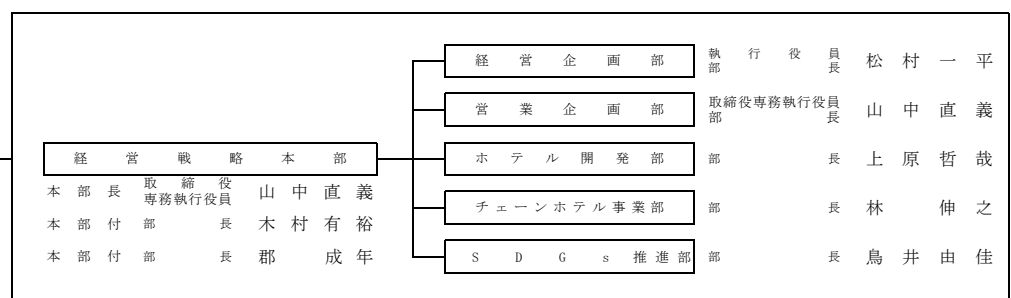 経営戦略本部
本部長 取締役専務執行役員 山中直義
本部付 部長 木村有裕
本部付 部長 郡成年
経営企画部 執行役員部長 松村一平
営業企画部 取締役専務執行役員部長 山中直義
ホテル開発部 部長 上原哲哉
チェーンホテル事業部 部長 林伸之
SDGs推進部 部長 鳥井由佳